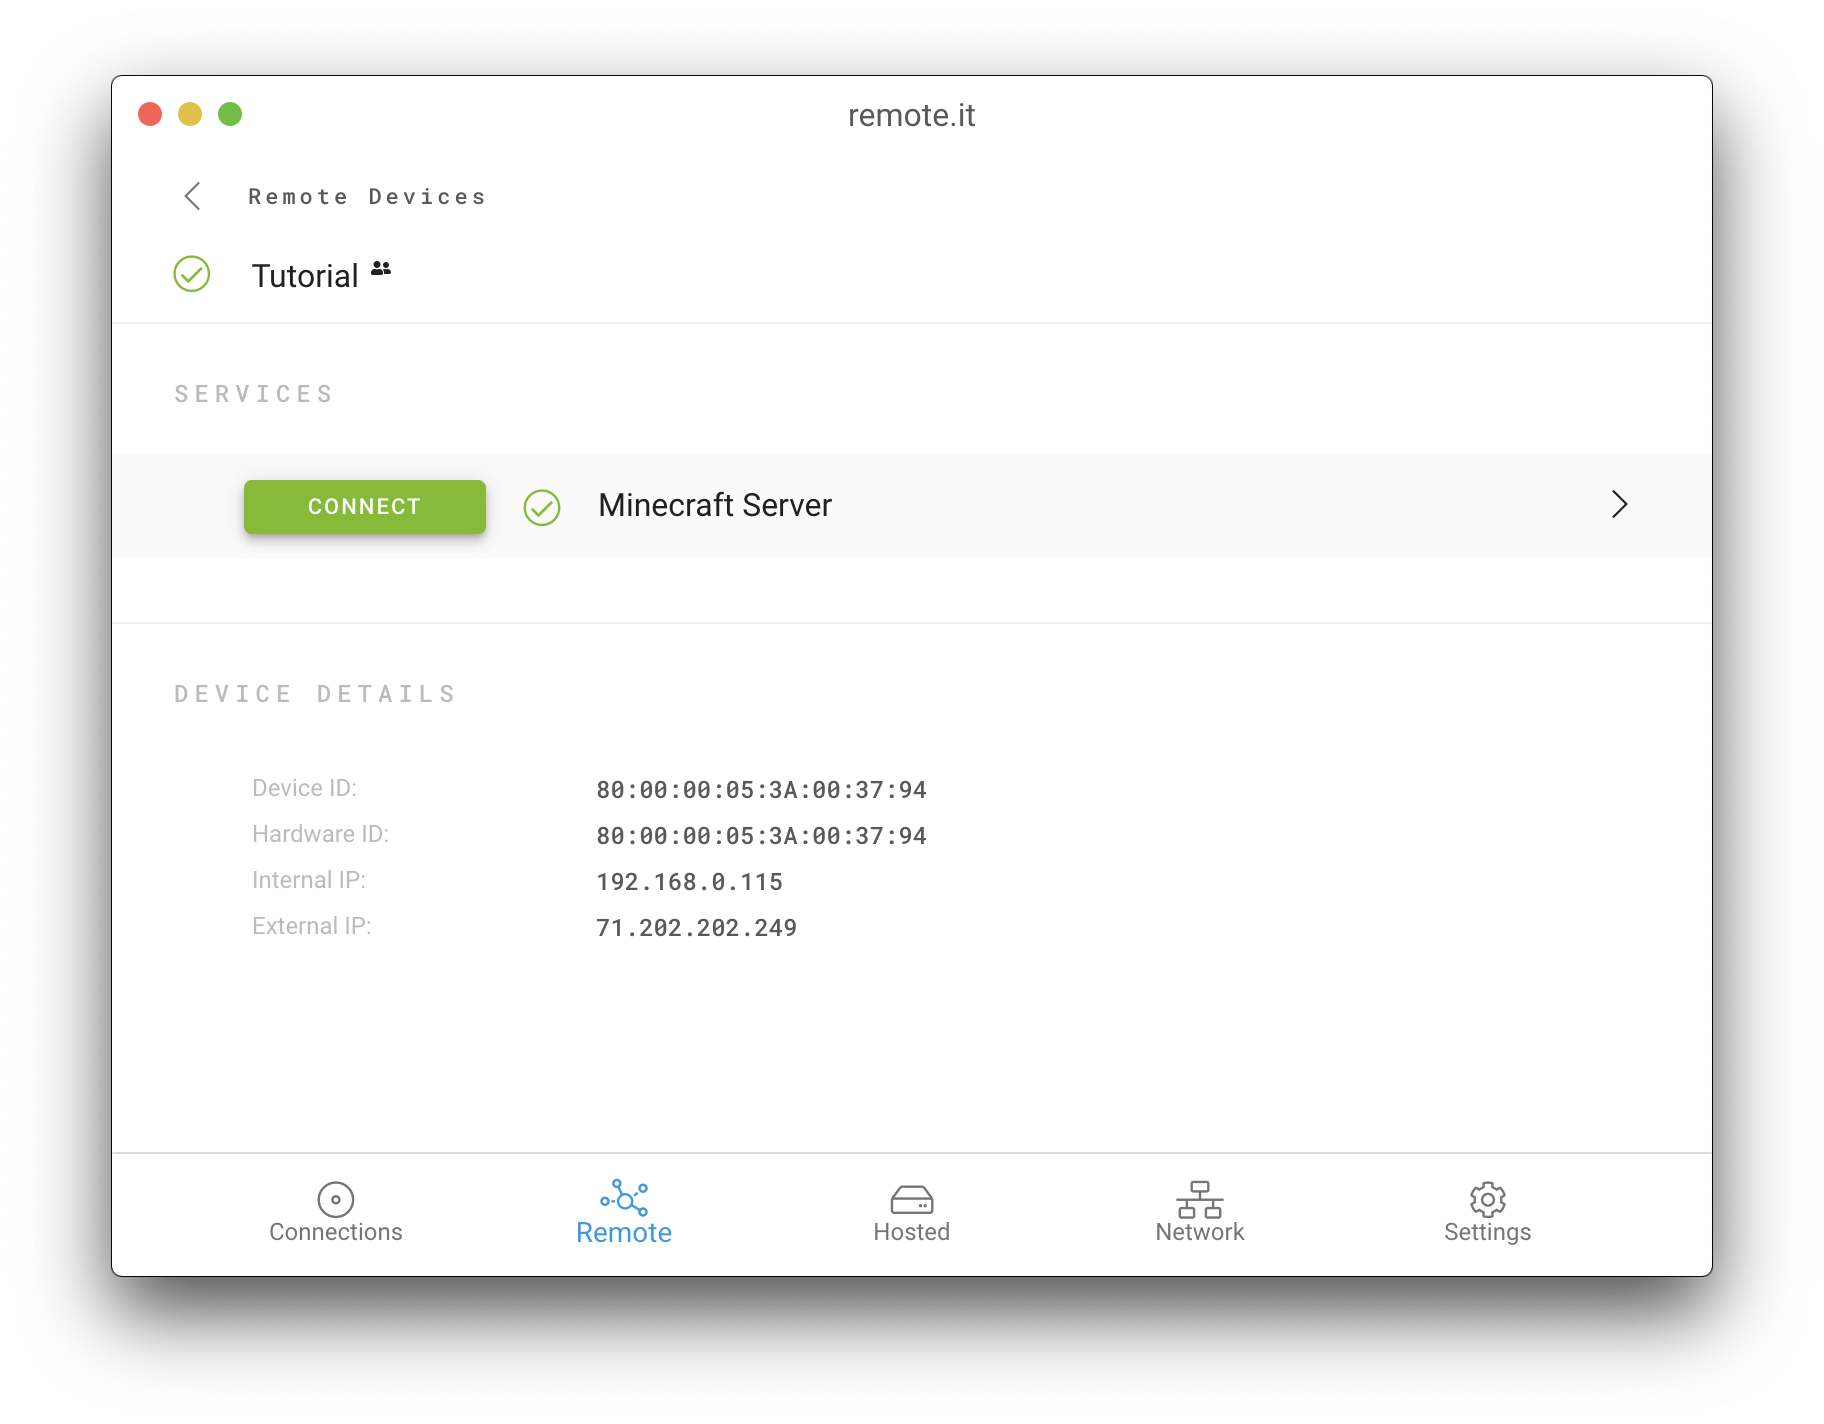 remote.it
Remote Devices
Tutorial
SERVICES
CONNECT Minecraft Server
DEVICE DETAILS
Device ID: 80:00:00:05:3A:00:37:94
Hardware ID: 80:00:00:05:3A:00:37:94
Internal IP: 192.168.0.115
External IP: 71.202.202.249
Connections Remote Hosted Network Settings